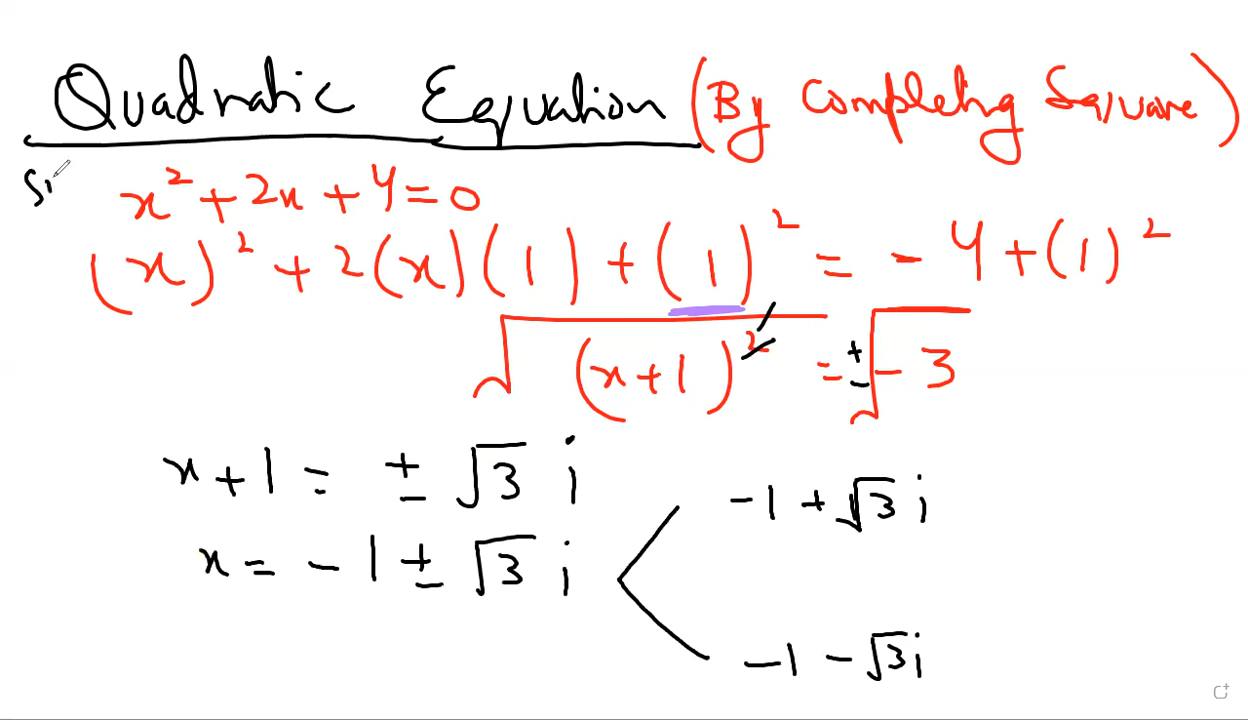 Quadratic Equation (By Completing Square)
x² + 2x + 4 = 0
(x)² + 2(x)(1) + (1)² = - 4 + (1)²
√(x+1)² = ± √-3
x + 1 = ± √3 i
x = - 1 ± √3 i
-1 + √3 i
-1 - √3 i